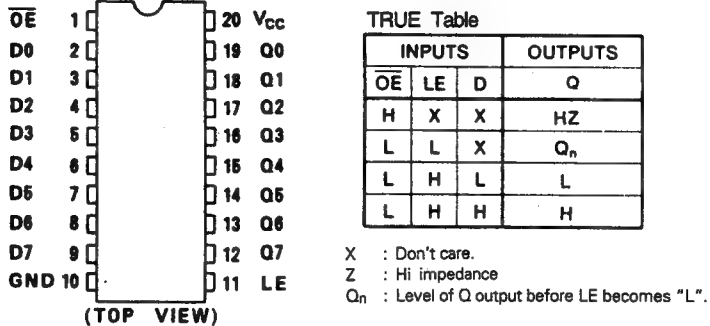 OE 1 20 VCC
D0 2 19 Q0
D1 3 18 Q1
D2 4 17 Q2
D3 5 16 Q3
D4 6 15 Q4
D5 7 14 Q5
D6 8 13 Q6
D7 9 12 Q7
GND 10 11 LE
(TOP VIEW)
TRUE Table
INPUTS OUTPUTS
OE LE D Q
H X X HZ
L L X Qn
L H L L
L H H H
X : Don't care.
Z : Hi impedance
Qn : Level of Q output before LE becomes "L".